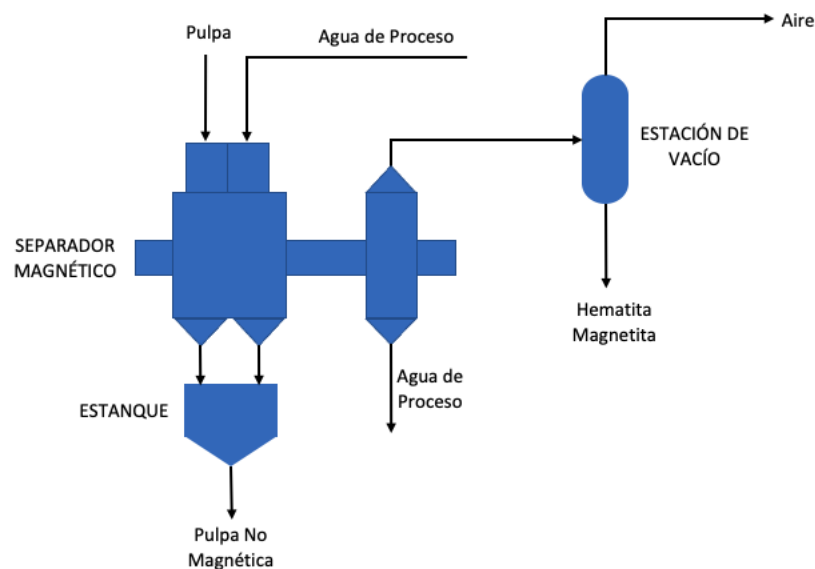 Pulpa
Agua de Proceso
Aire
ESTACIÓN DE
VACÍO
SEPARADOR
MAGNÉTICO
Hematita
Magnetita
Agua de
Proceso
ESTANQUE
Pulpa No
Magnética